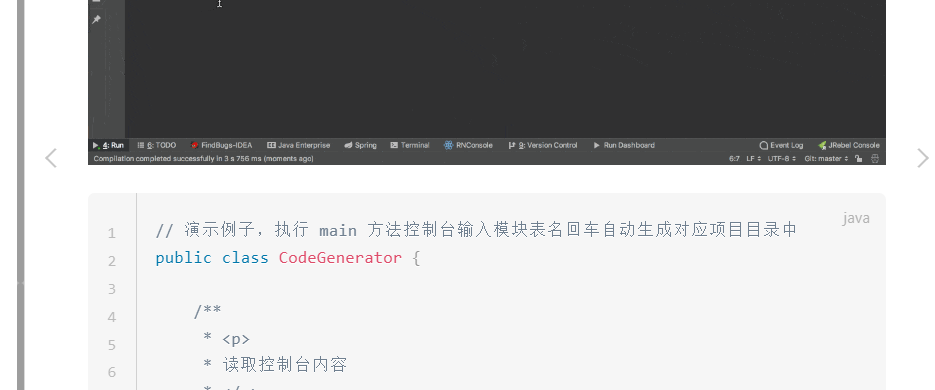 4: Run 6: TODO FindBugs-IDEA Java Enterprise Spring Terminal RNConsole 9: Version Control Run Dashboard Event Log JRebel Console
Compilation completed successfully in 3 s 756 ms (moments ago) 6:7 LF UTF-8 Git: master
java
1 // 演示例子，执行 main 方法控制台输入模块表名回车自动生成对应项目目录中
2 public class CodeGenerator {
3
4 /**
5 * <p>
6 * 读取控制台内容